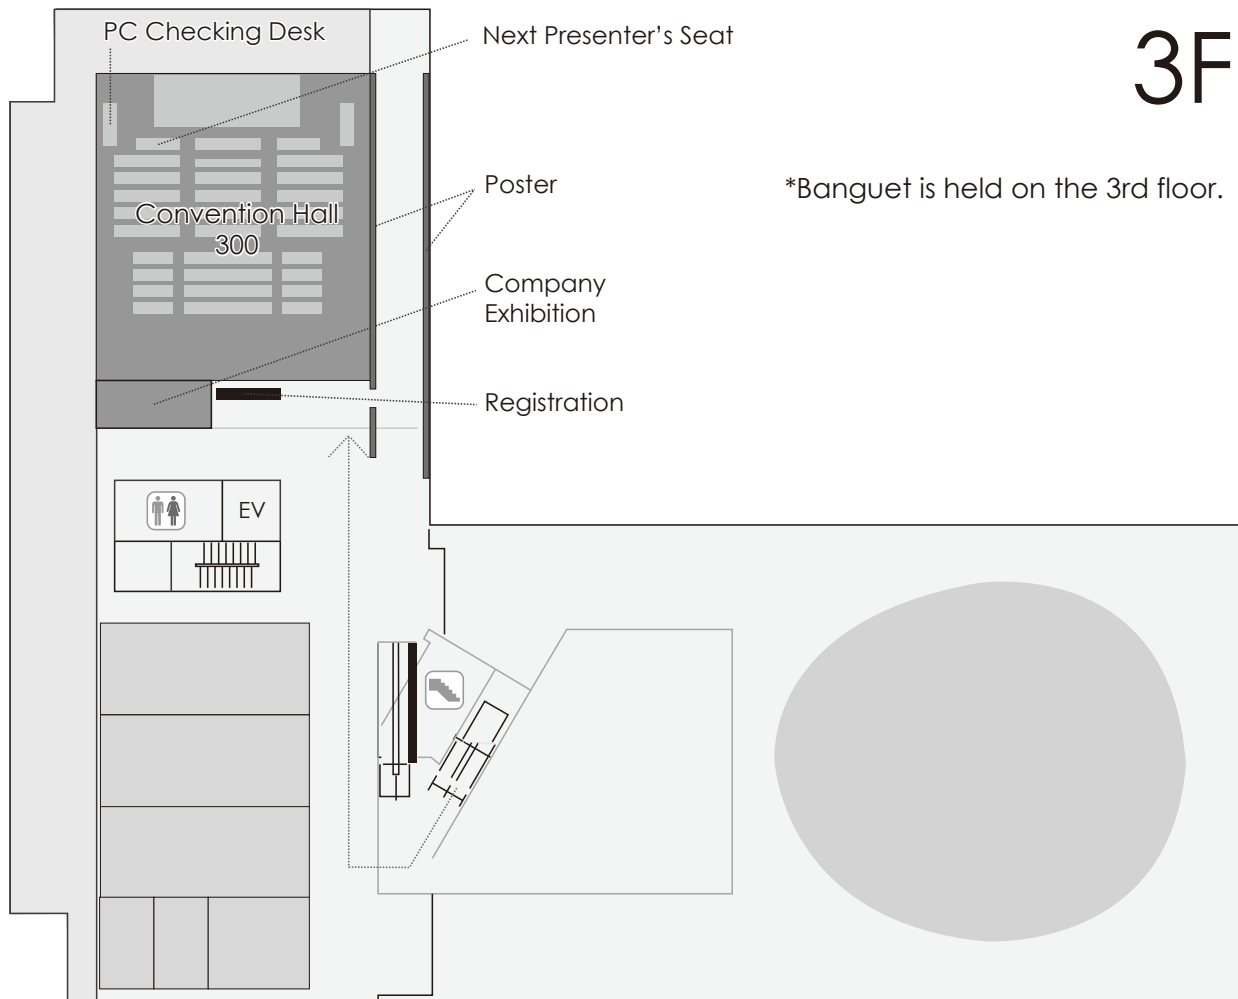 PC Checking Desk
Next Presenter’s Seat
3F
Poster
*Banguet is held on the 3rd floor.
Convention Hall
300
Company
Exhibition
Registration
EV